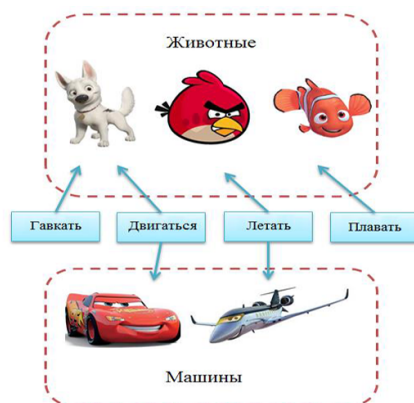 Животные
Гавкать
Двигаться
Летать
Плавать
Машины